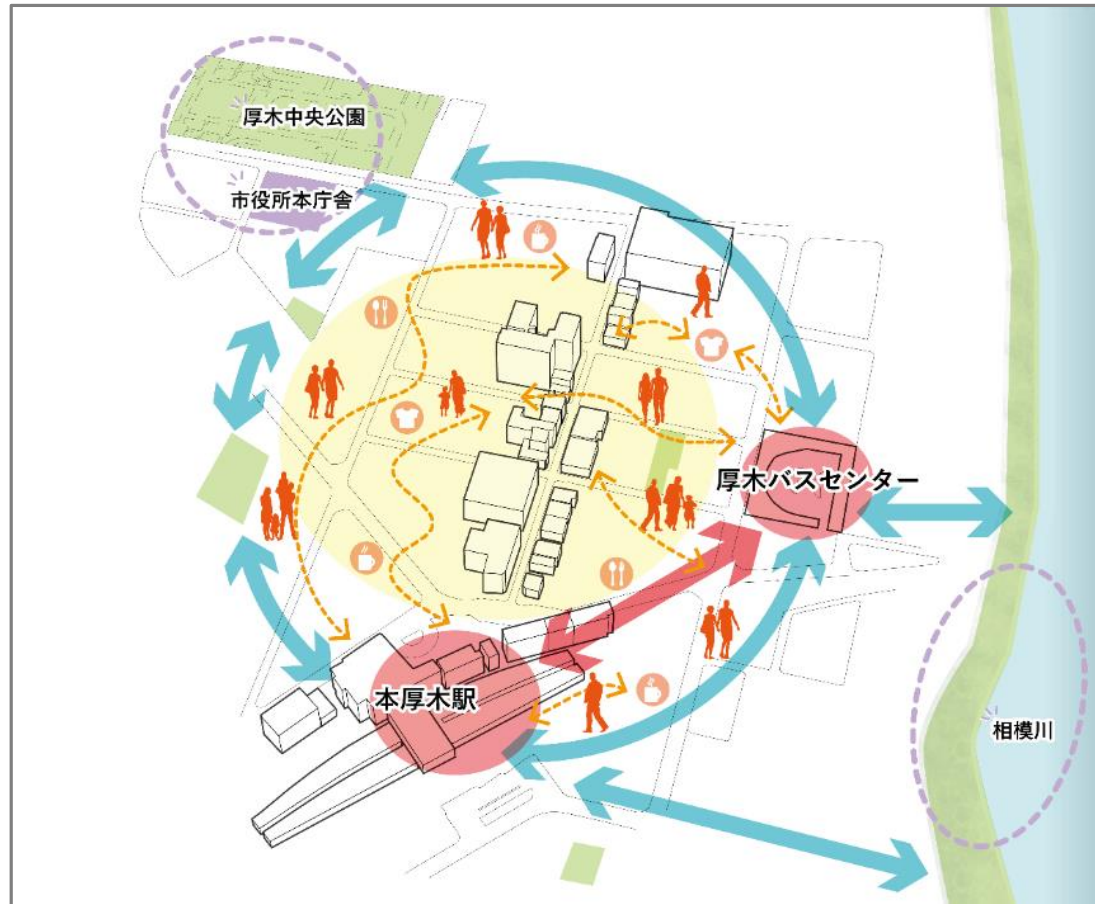 厚木中央公園
市役所本庁舎
厚木バスセンター
本厚木駅
相模川